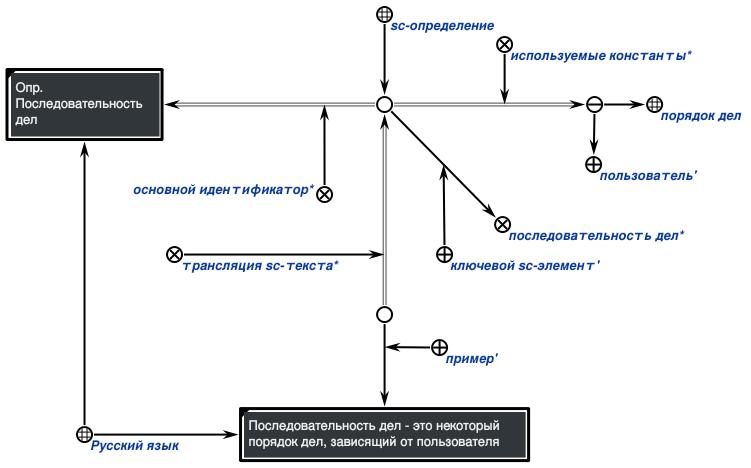 sc-определение
используемые константы*
Опр.
Последовательность
дел
порядок дел
пользователь'
основной идентификатор*
последовательность дел*
трансляция sc-текста*
ключевой sc-элемент'
пример'
Последовательность дел - это некоторый
порядок дел, зависящий от пользователя
Русский язык